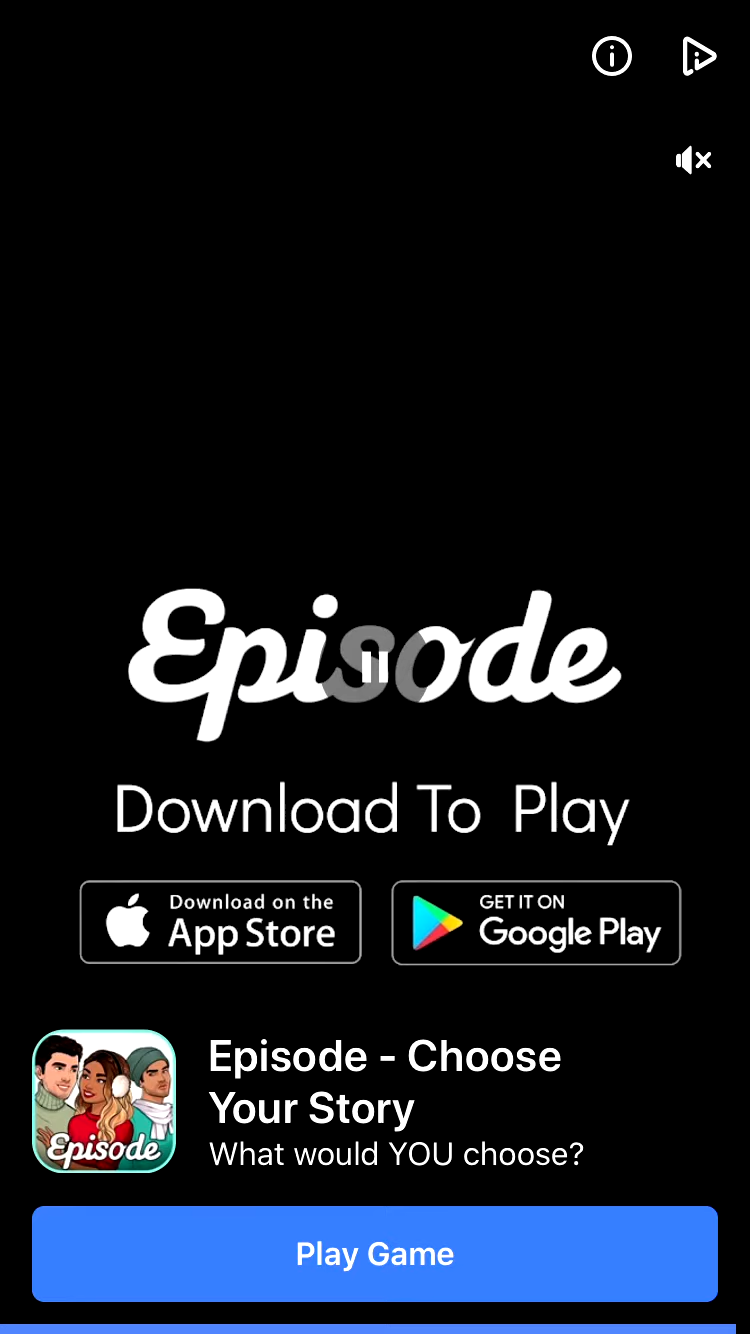 Episode
Download To Play
Download on the
App Store
GET IT ON
Google Play
Episode - Choose
Your Story
What would YOU choose?
Episode
Play Game